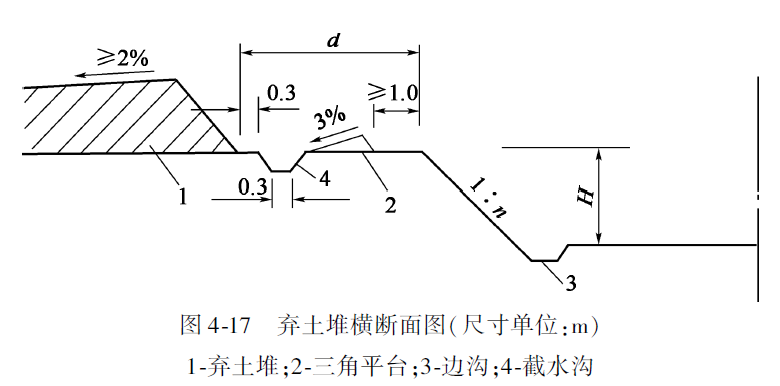 d
≥2%
0.3
≥1.0
3%
1
0.3
4
2
1:n
H
3
图 4-17 弃土堆横断面图(尺寸单位:m)
1-弃土堆;2-三角平台;3-边沟;4-截水沟